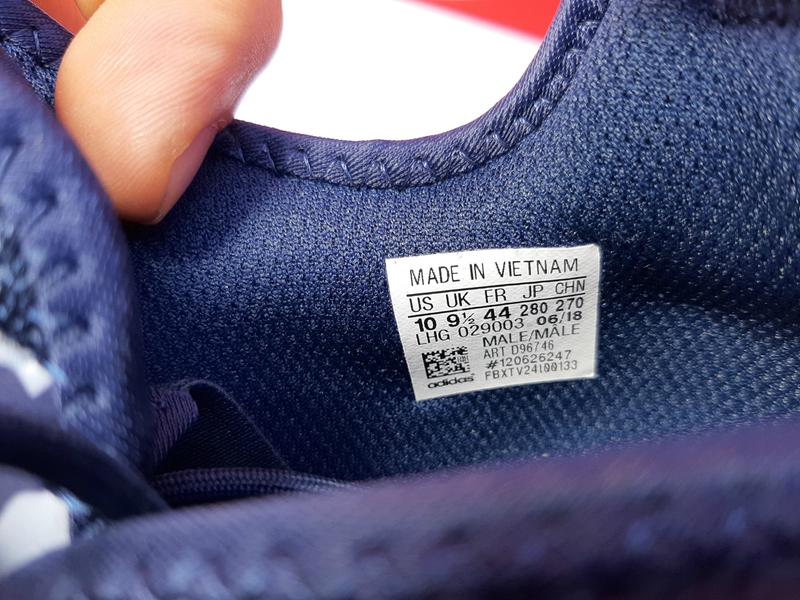 MADE IN VIETNAM
US UK FR JP CHN
10 9½ 44 280 270
LHG 029003 06/18
MALE/MALE
ART D96746
#120626247
adidas FBXTV24100133